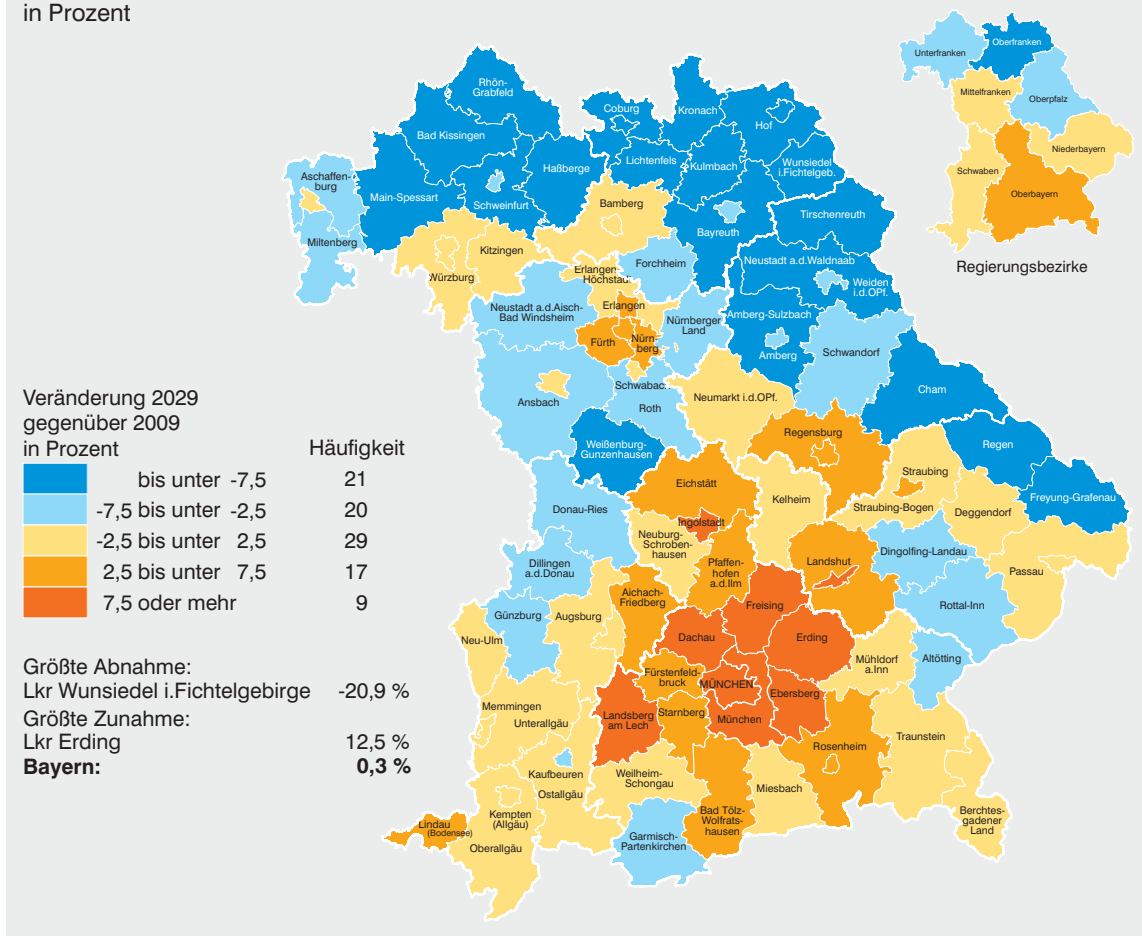 in Prozent
Unterfranken
Oberfranken
Mittelfranken
Oberpfalz
Niederbayern
Schwaben
Oberbayern
Regierungsbezirke
Rhön-
Grabfeld
Coburg
Kronach
Hof
Bad Kissingen
Lichtenfels
Kulmbach
Wunsiedel
i.Fichtelgeb.
Haßberge
Aschaffen-
burg
Main-Spessart
Schweinfurt
Bamberg
Bayreuth
Tirschenreuth
Miltenberg
Kitzingen
Würzburg
Forchheim
Neustadt a.d.Waldnaab
Erlangen-
Höchstadt
Weiden
i.d.OPf.
Neustadt a.d.Aisch-
Bad Windsheim
Erlangen
Nürnberger
Land
Amberg-Sulzbach
Fürth
Nürn-
berg
Amberg
Schwandorf
Schwabach
Ansbach
Roth
Neumarkt i.d.OPf.
Cham
Weißenburg-
Gunzenhausen
Regensburg
Regen
Straubing
Eichstätt
Kelheim
Freyung-Grafenau
Straubing-Bogen
Deggendorf
Donau-Ries
Ingolstadt
Neuburg-
Schroben-
hausen
Dingolfing-Landau
Dillingen
a.d.Donau
Pfaffen-
hofen
a.d.Ilm
Landshut
Passau
Aichach-
Friedberg
Freising
Rottal-Inn
Günzburg
Augsburg
Neu-Ulm
Dachau
Erding
Mühldorf
a.Inn
Altötting
Fürstenfeld-
bruck
MÜNCHEN
Ebersberg
Memmingen
Unterallgäu
Landsberg
am Lech
Starnberg
München
Rosenheim
Traunstein
Kaufbeuren
Ostallgäu
Weilheim-
Schongau
Miesbach
Kempten
(Allgäu)
Bad Tölz-
Wolfrats-
hausen
Berchtes-
gadener
Land
Lindau
(Bodensee)
Oberallgäu
Garmisch-
Partenkirchen
Veränderung 2029
gegenüber 2009
in Prozent Häufigkeit
bis unter -7,5 21
-7,5 bis unter -2,5 20
-2,5 bis unter 2,5 29
2,5 bis unter 7,5 17
7,5 oder mehr 9
Größte Abnahme:
Lkr Wunsiedel i.Fichtelgebirge -20,9 %
Größte Zunahme:
Lkr Erding 12,5 %
Bayern: 0,3 %